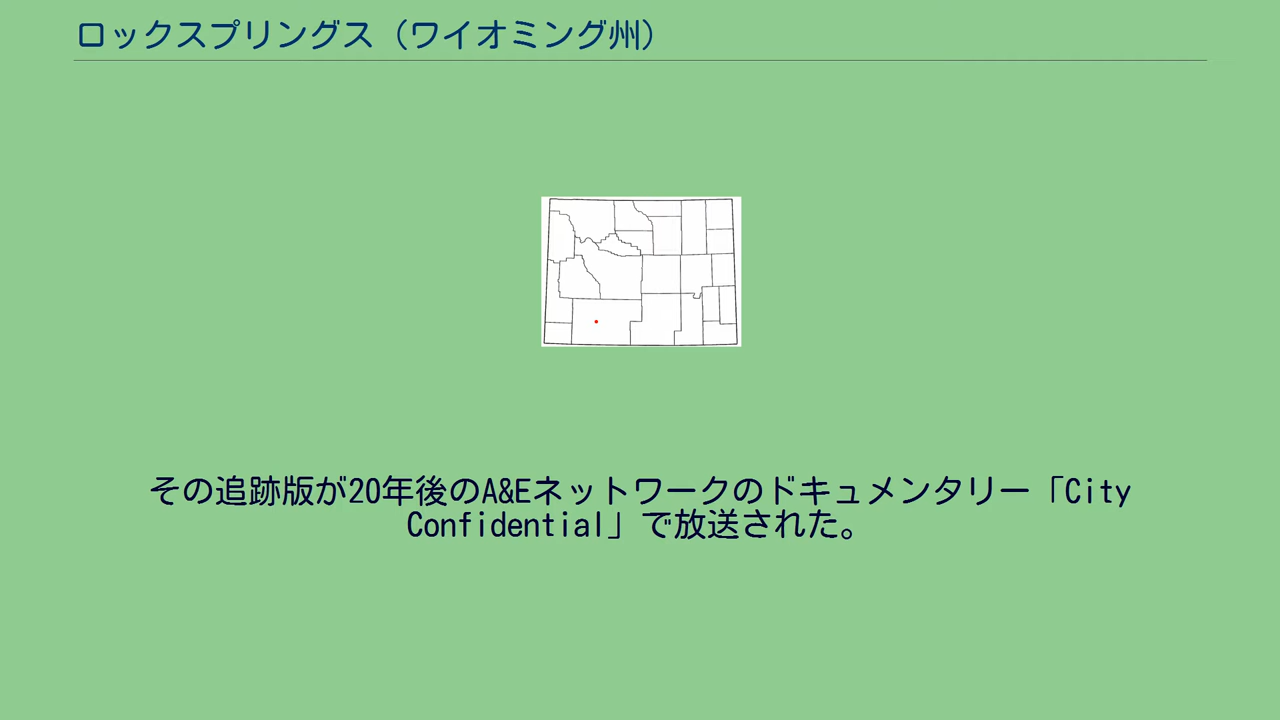 ロックスプリングス（ワイオミング州）
その追跡版が20年後のA&Eネットワークのドキュメンタリー「City
Confidential」で放送された。